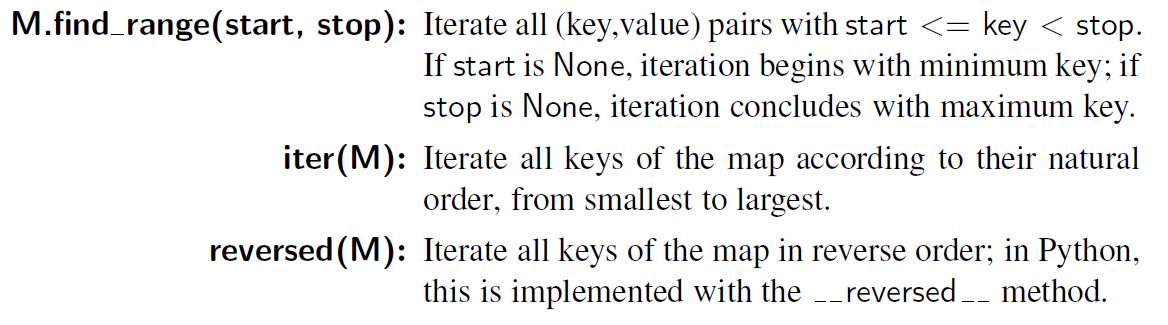 M.find_range(start, stop): Iterate all (key,value) pairs with start <= key < stop.
If start is None, iteration begins with minimum key; if
stop is None, iteration concludes with maximum key.
iter(M): Iterate all keys of the map according to their natural
order, from smallest to largest.
reversed(M): Iterate all keys of the map in reverse order; in Python,
this is implemented with the __reversed__ method.